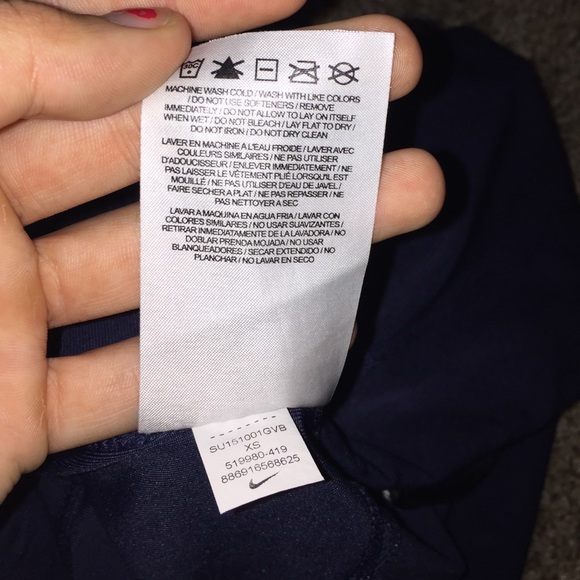 30C
MACHINE WASH COLD / WASH WITH LIKE COLORS
/ DO NOT USE SOFTENERS / REMOVE
IMMEDIATELY / DO NOT ALLOW TO LAY ON ITSELF
WHEN WET / DO NOT BLEACH / LAY FLAT TO DRY /
DO NOT IRON / DO NOT DRY CLEAN
LAVER EN MACHINE A L'EAU FROIDE / LAVER AVEC
COULEURS SIMILAIRES / NE PAS UTILISER
D'ADOUCISSEUR / ENLEVER IMMEDIATEMENT / NE
PAS LAISSER LE VÊTEMENT PLIÉ LORSQU'IL EST
MOUILLÉ / NE PAS UTILISER D'EAU DE JAVEL /
FAIRE SÉCHER A PLAT / NE PAS REPASSER / NE
PAS NETTOYER A SEC
LAVAR A MAQUINA EN AGUA FRIA / LAVAR CON
COLORES SIMILARES / NO USAR SUAVIZANTES /
RETIRAR INMEDIATAMENTE DE LA LAVADORA / NO
DOBLAR PRENDA MOJADA / NO USAR
BLANQUEADORES / SECAR EXTENDIDO / NO
PLANCHAR / NO LAVAR EN SECO
SU151001GVB
XS
519980-419
886916568625